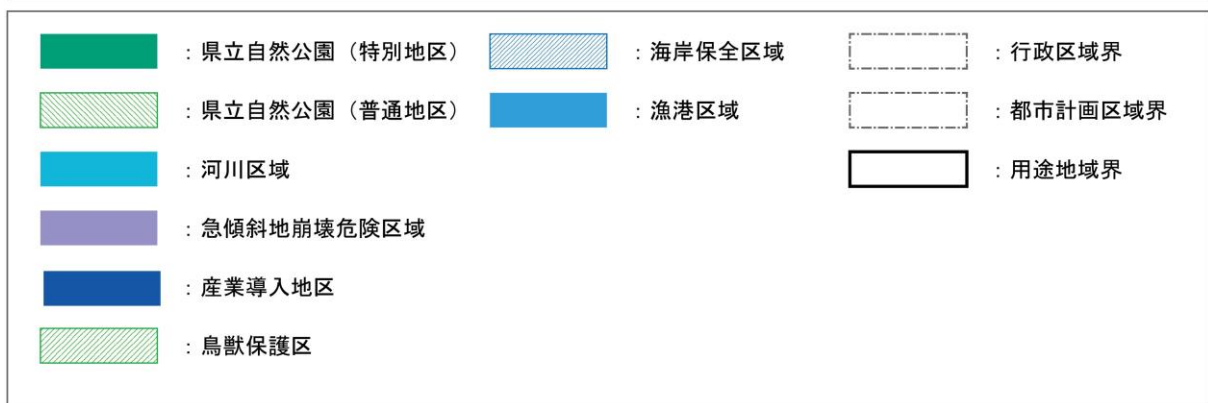 ：県立自然公園（特別地区）
：県立自然公園（普通地区）
：河川区域
：急傾斜地崩壊危険区域
：産業導入地区
：鳥獣保護区
：海岸保全区域
：漁港区域
：行政区域界
：都市計画区域界
：用途地域界